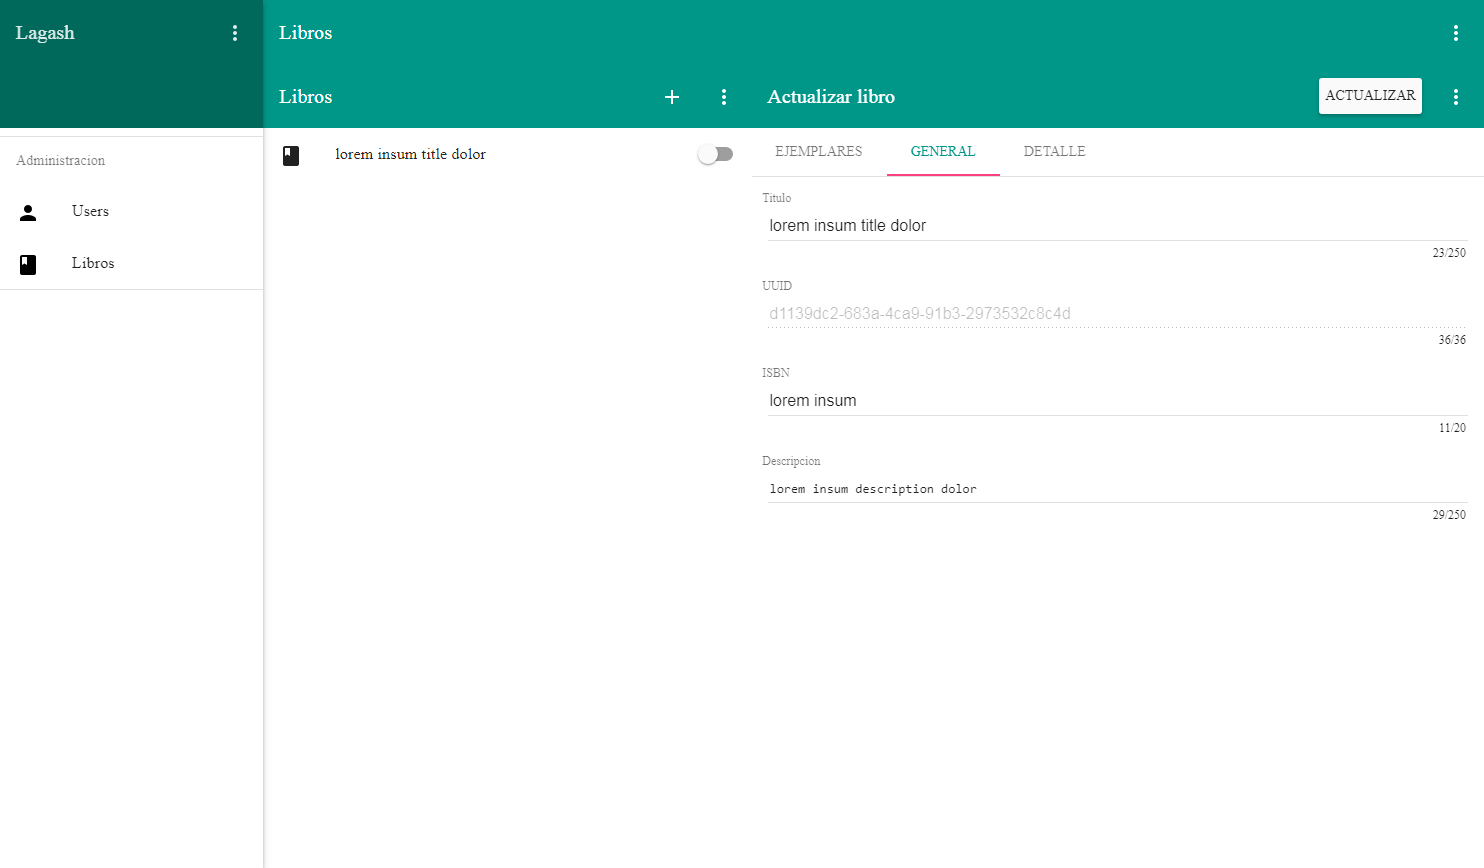 Lagash
Administracion
Users
Libros
Libros
Libros
lorem insum title dolor
Actualizar libro
ACTUALIZAR
EJEMPLARES
GENERAL
DETALLE
Titulo
lorem insum title dolor
23/250
UUID
d1139dc2-683a-4ca9-91b3-2973532c8c4d
36/36
ISBN
lorem insum
11/20
Descripcion
lorem insum description dolor
29/250